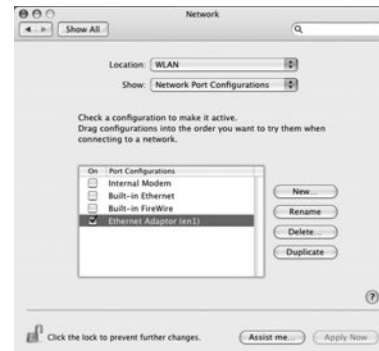 Network
Show All
Location: WLAN
Show: Network Port Configurations
Check a configuration to make it active.
Drag configurations into the order you want to try them when
connecting to a network.
On Port Configurations
Internal Modem
Built-in Ethernet
Built-in FireWire
Ethernet Adaptor (en1)
New...
Rename
Delete...
Duplicate
?
Click the lock to prevent further changes.
Assist me...
Apply Now